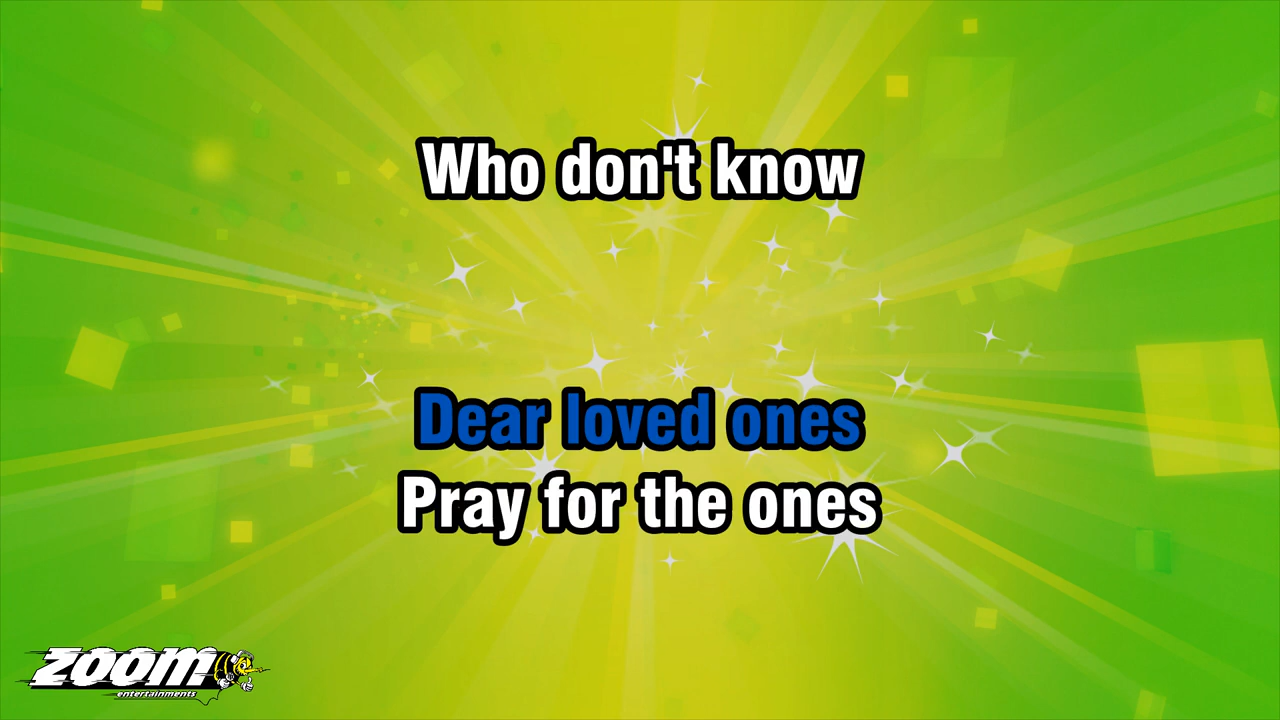 Who don't know
Dear loved ones
Pray for the ones
zoom
entertainments